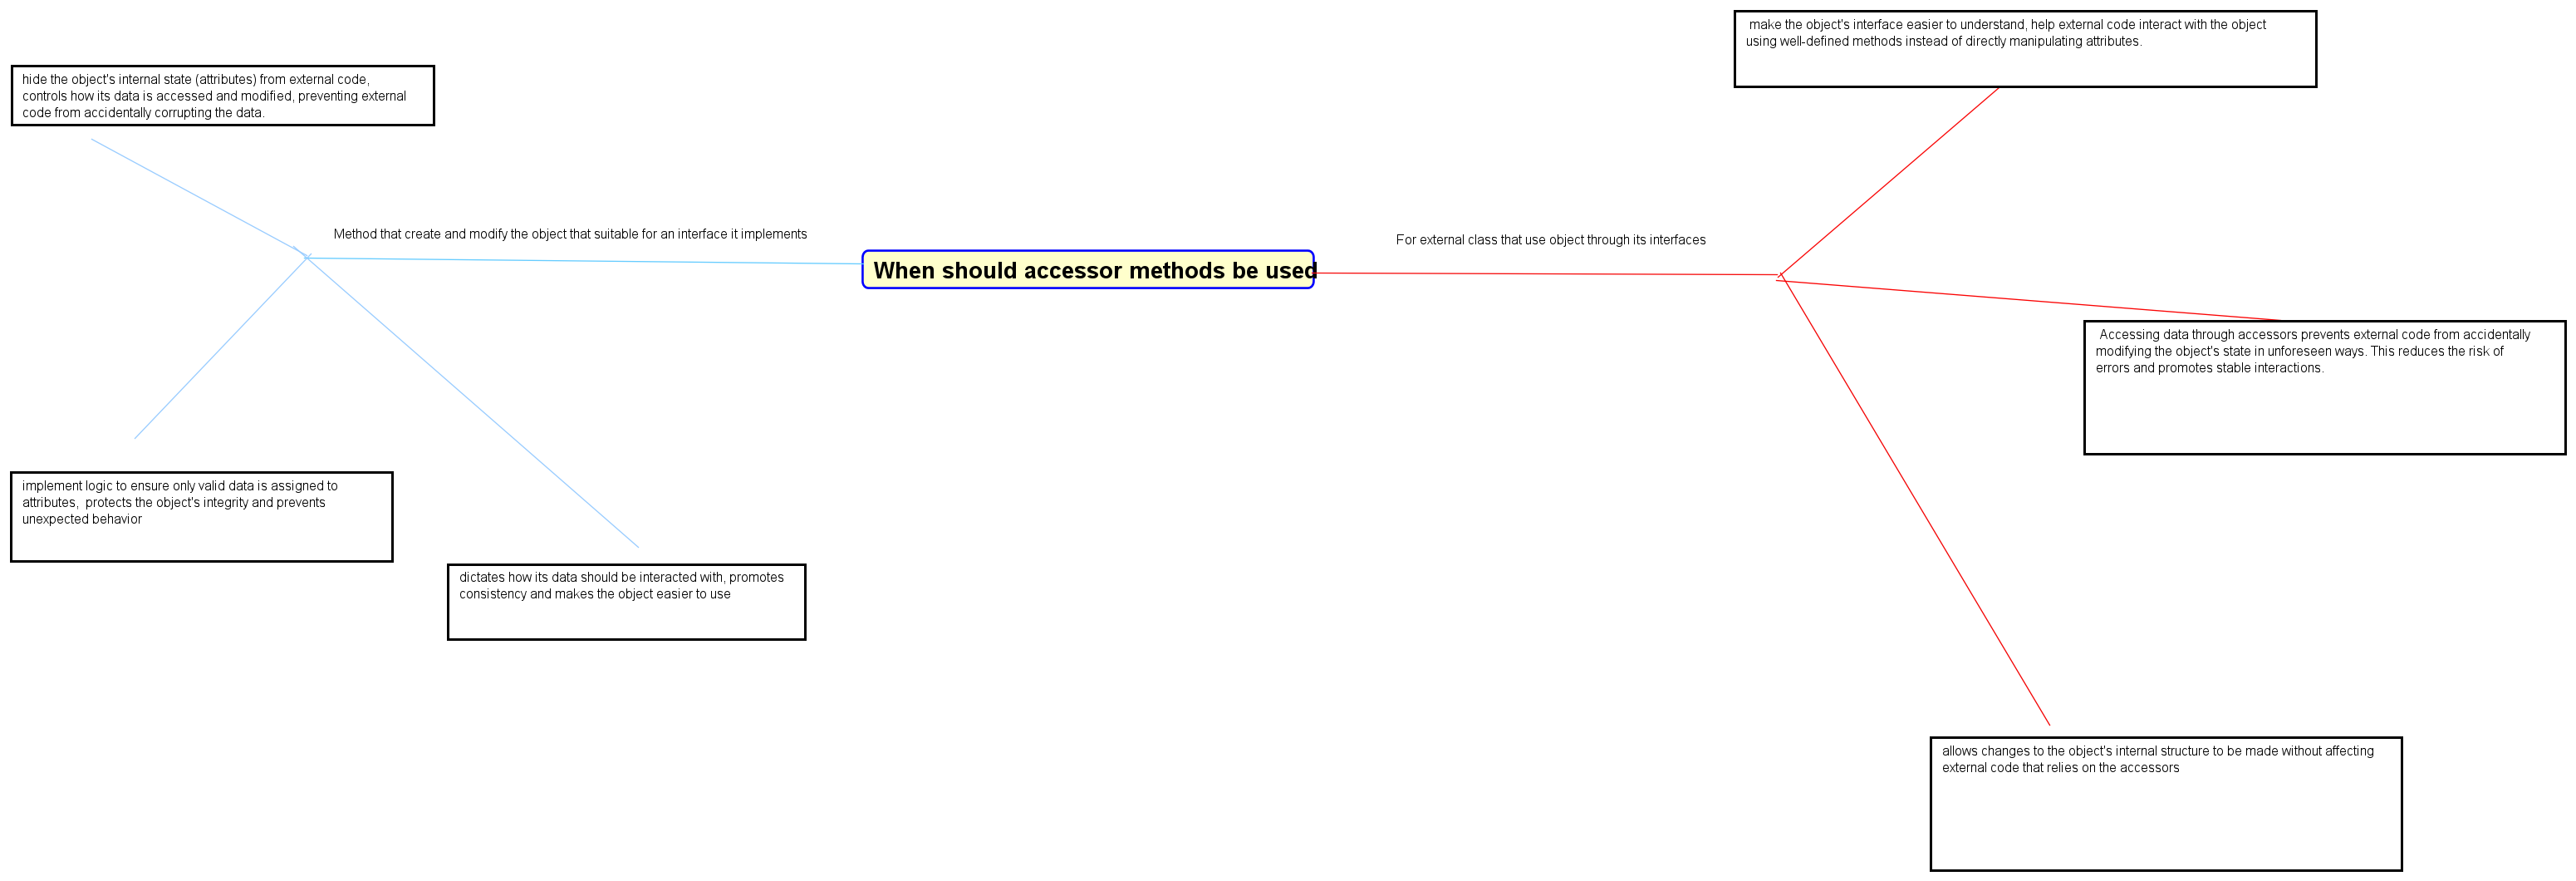 make the object's interface easier to understand, help external code interact with the object
using well-defined methods instead of directly manipulating attributes.
hide the object's internal state (attributes) from external code,
controls how its data is accessed and modified, preventing external
code from accidentally corrupting the data.
Method that create and modify the object that suitable for an interface it implements
For external class that use object through its interfaces
When should accessor methods be used
Accessing data through accessors prevents external code from accidentally
modifying the object's state in unforeseen ways. This reduces the risk of
errors and promotes stable interactions.
implement logic to ensure only valid data is assigned to
attributes,  protects the object's integrity and prevents
unexpected behavior
dictates how its data should be interacted with, promotes
consistency and makes the object easier to use
allows changes to the object's internal structure to be made without affecting
external code that relies on the accessors